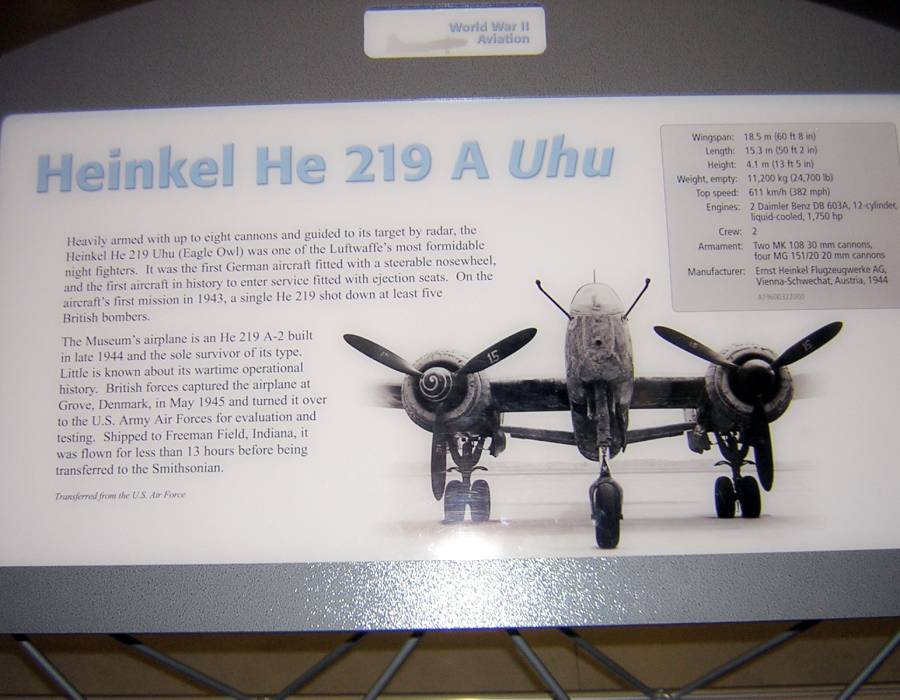 World War II
Aviation
Heinkel He 219 A Uhu
Heavily armed with up to eight cannons and guided to its target by radar, the
Heinkel He 219 Uhu (Eagle Owl) was one of the Luftwaffe's most formidable
night fighters. It was the first German aircraft fitted with a steerable nosewheel,
and the first aircraft in history to enter service fitted with ejection seats. On the
aircraft's first mission in 1943, a single He 219 shot down at least five
British bombers.
The Museum's airplane is an He 219 A-2 built
in late 1944 and the sole survivor of its type.
Little is known about its wartime operational
history. British forces captured the airplane at
Grove, Denmark, in May 1945 and turned it over
to the U.S. Army Air Forces for evaluation and
testing. Shipped to Freeman Field, Indiana, it
was flown for less than 13 hours before being
transferred to the Smithsonian.
Transferred from the U.S. Air Force
Wingspan: 18.5 m (60 ft 8 in)
Length: 15.3 m (50 ft 2 in)
Height: 4.1 m (13 ft 5 in)
Weight, empty: 11,200 kg (24,700 lb)
Top speed: 611 km/h (382 mph)
Engines: 2 Daimler Benz DB 603A, 12-cylinder,
liquid-cooled, 1,750 hp
Crew: 2
Armament: Two MK 108 30 mm cannons,
four MG 151/20 20 mm cannons
Manufacturer: Ernst Heinkel Flugzeugwerke AG,
Vienna-Schwechat, Austria, 1944
A19600322000
15
15